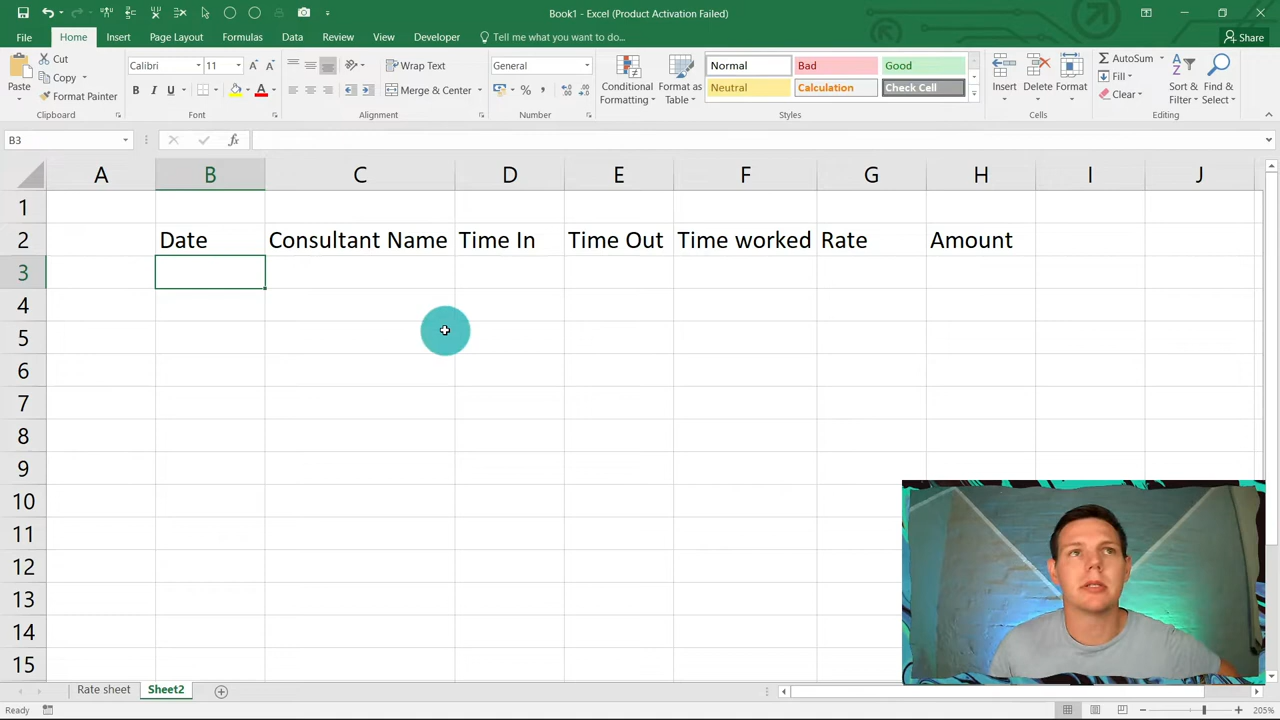 Book1 - Excel (Product Activation Failed)
File Home Insert Page Layout Formulas Data Review View Developer Tell me what you want to do... Share
Paste
Cut
Copy
Format Painter
Clipboard
Calibri 11
B I U
Font
Wrap Text
Merge & Center
Alignment
General
%
Number
Conditional Formatting
Format as Table
Normal Bad Good
Neutral Calculation Check Cell
Styles
Insert Delete Format
Cells
AutoSum
Fill
Clear
Sort & Filter
Find & Select
Editing
B3 fx
A B C D E F G H I J
1
2 Date Consultant Name Time In Time Out Time worked Rate Amount
3
4
5
6
7
8
9
10
11
12
13
14
15
Rate sheet Sheet2
Ready 205%